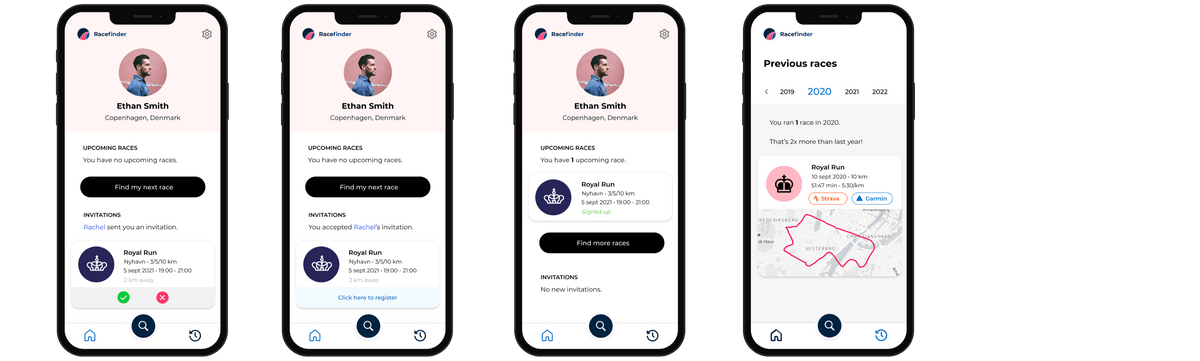 Racefinder
Ethan Smith
Copenhagen, Denmark
UPCOMING RACES
You have no upcoming races.
Find my next race
INVITATIONS
Rachel sent you an invitation.
Royal Run
Nyhavn - 3/5/10 km
5 sept 2021 - 19:00 - 21:00
2 km away
Racefinder
Ethan Smith
Copenhagen, Denmark
UPCOMING RACES
You have no upcoming races.
Find my next race
INVITATIONS
You accepted Rachel's invitation.
Royal Run
Nyhavn - 3/5/10 km
5 sept 2021 - 19:00 - 21:00
2 km away
Click here to register
Racefinder
Ethan Smith
Copenhagen, Denmark
UPCOMING RACES
You have 1 upcoming race.
Royal Run
Nyhavn - 3/5/10 km
5 sept 2021 - 19:00 - 21:00
Signed up
Find more races
INVITATIONS
No new invitations.
Racefinder
Previous races
2019 2020 2021 2022
You ran 1 race in 2020.
That's 2x more than last year!
Royal Run
10 sept 2020 - 10 km
51:47 min - 5:30/km
Strava Garmin
VESTERBRO